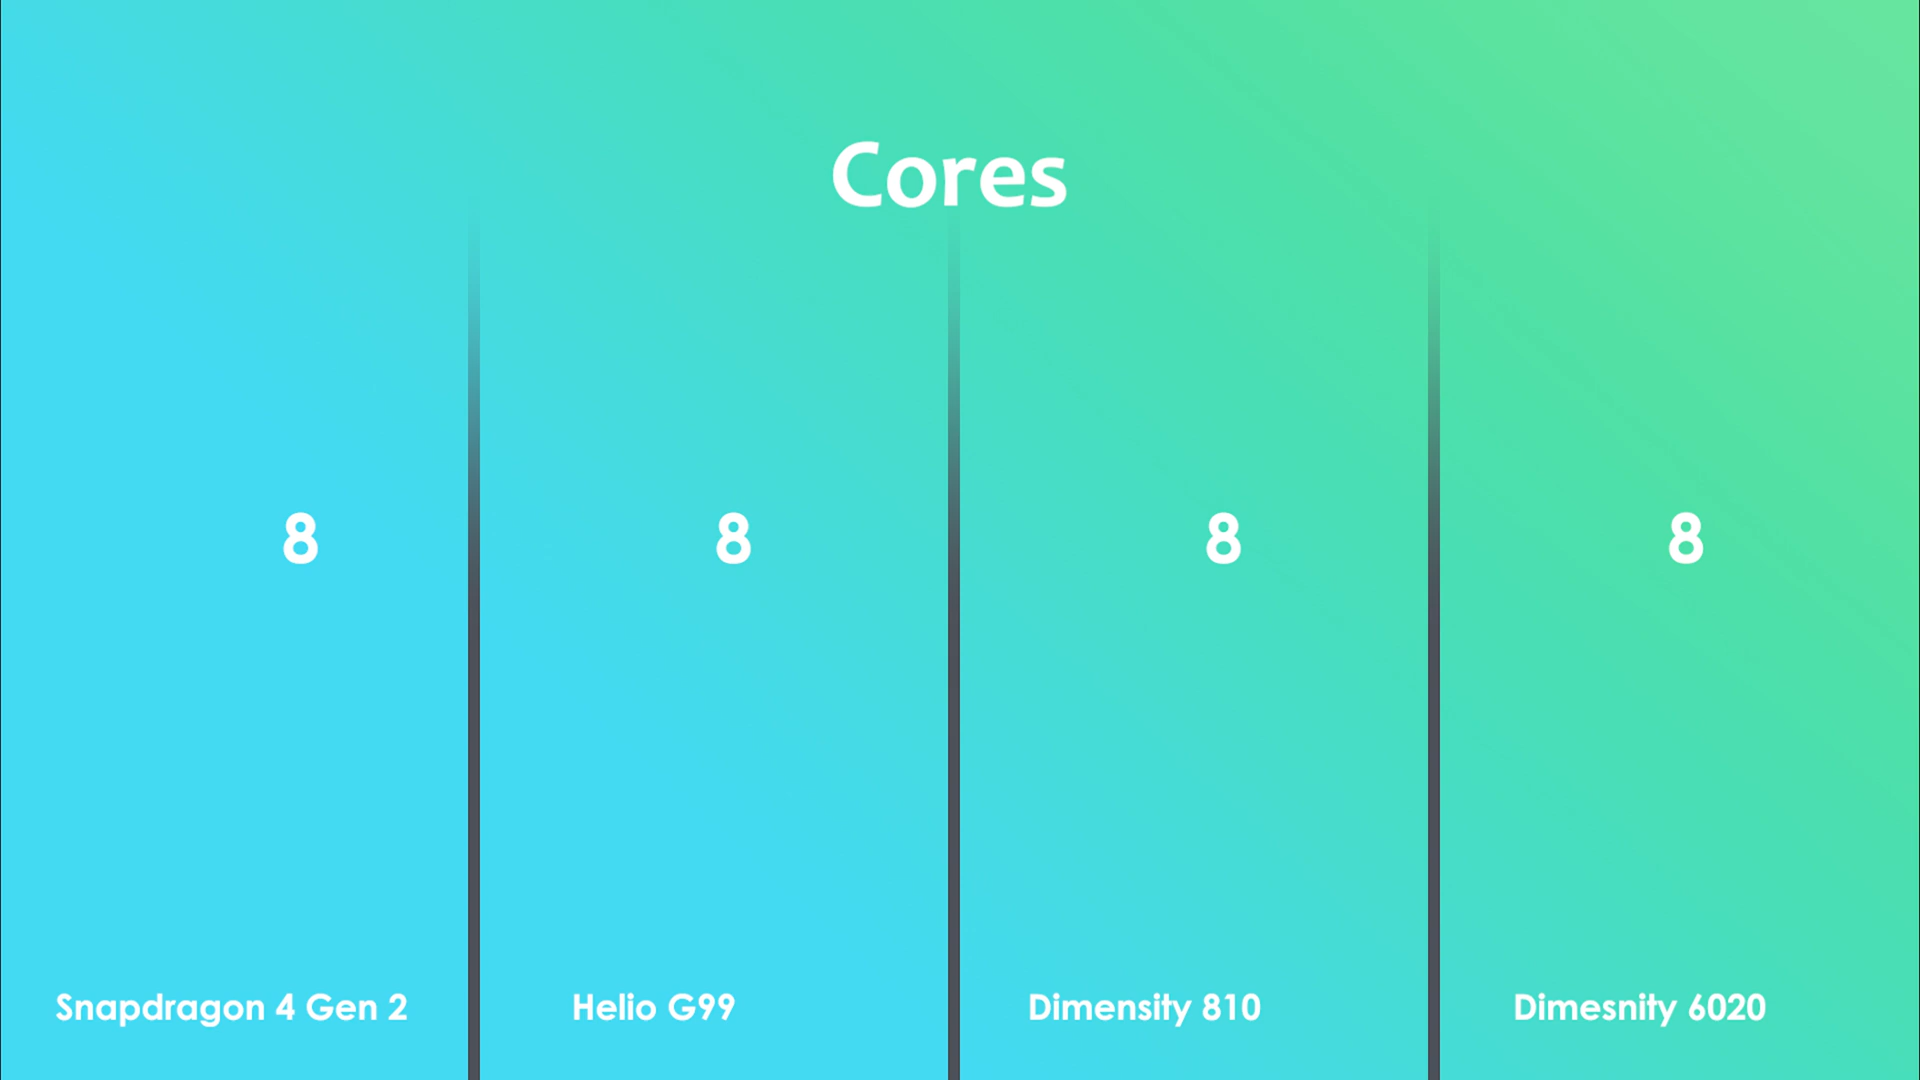 Cores
8
8
8
8
Snapdragon 4 Gen 2
Helio G99
Dimensity 810
Dimesnity 6020